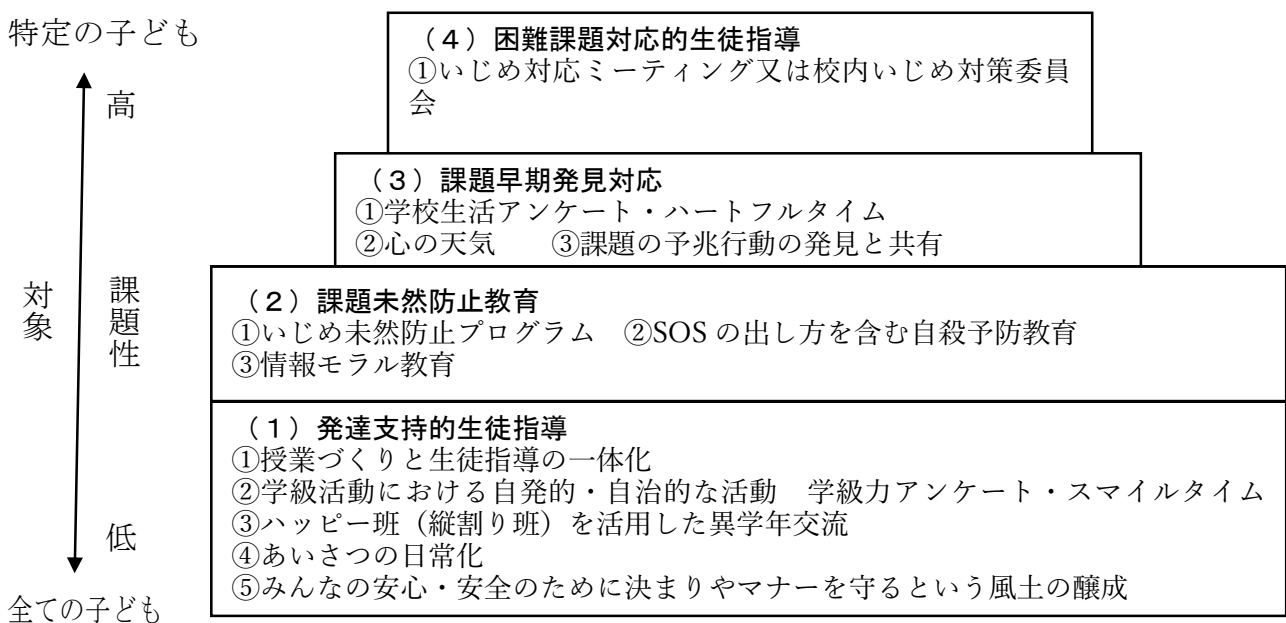 特定の子ども
高
対象
課題性
低
全ての子ども
（４）困難課題対応的生徒指導
①いじめ対応ミーティング又は校内いじめ対策委員
会
（３）課題早期発見対応
①学校生活アンケート・ハートフルタイム
②心の天気　　③課題の予兆行動の発見と共有
（２）課題未然防止教育
①いじめ未然防止プログラム　②SOS の出し方を含む自殺予防教育
③情報モラル教育
（１）発達支持的生徒指導
①授業づくりと生徒指導の一体化
②学級活動における自発的・自治的な活動　学級力アンケート・スマイルタイム
③ハッピー班（縦割り班）を活用した異学年交流
④あいさつの日常化
⑤みんなの安心・安全のために決まりやマナーを守るという風土の醸成